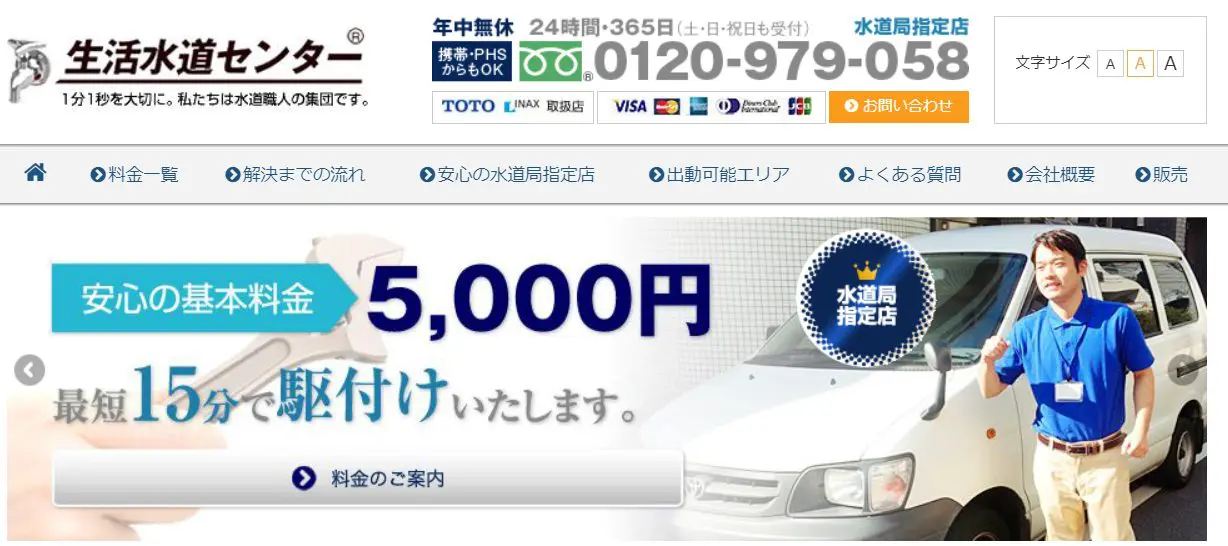 生活水道センター®
1分1秒を大切に。私たちは水道職人の集団です。
年中無休 24時間・365日(土・日・祝日も受付) 水道局指定店
携帯・PHS
からもOK
0120-979-058
®
TOTO INAX 取扱店
VISA MasterCard Diners Club International JCB
お問い合わせ
文字サイズ A A A
料金一覧
解決までの流れ
安心の水道局指定店
出動可能エリア
よくある質問
会社概要
販売
安心の基本料金 5,000円
水道局
指定店
最短15分で駆付けいたします。
料金のご案内